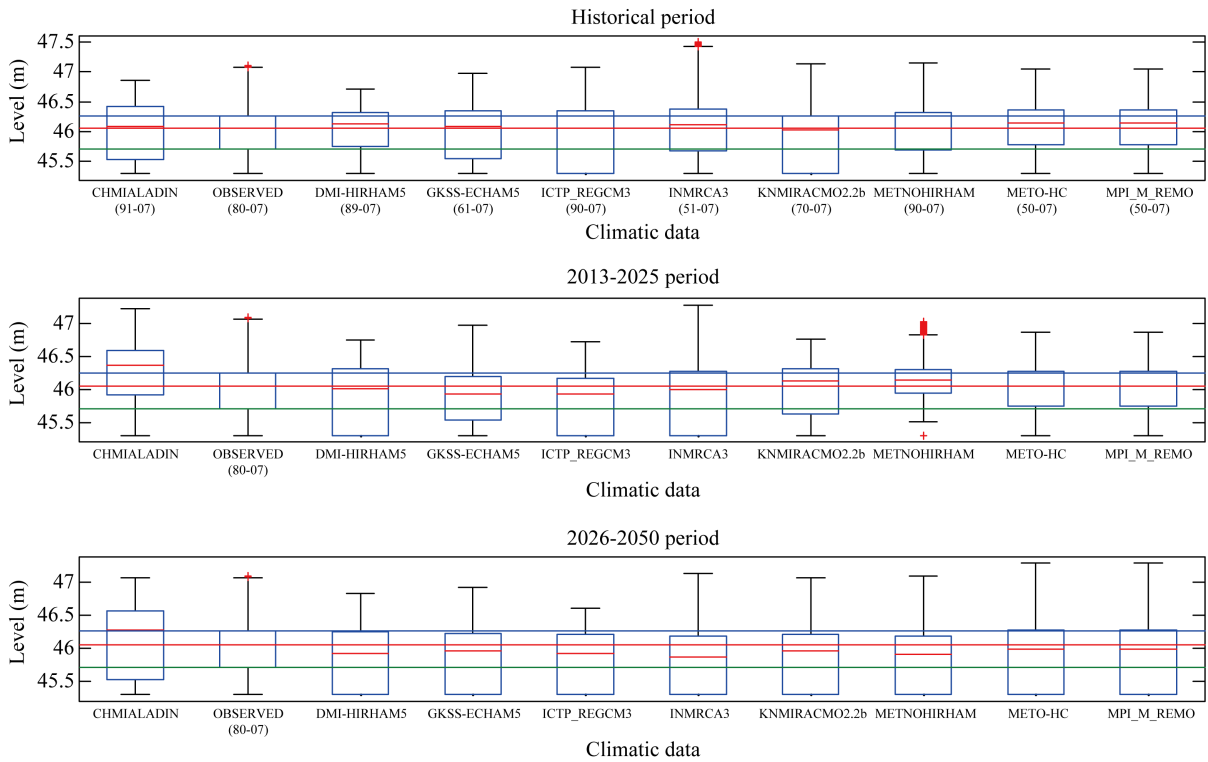 Historical period
47.5
47
46.5
46
45.5
Level (m)
CHMIALADIN OBSERVED DMI-HIRHAM5 GKSS-ECHAM5 ICTP_REGCM3 INMRCA3 KNMIRACMO2.2b METNOHIRHAM METO-HC MPI_M_REMO
(91-07) (80-07) (89-07) (61-07) (90-07) (51-07) (70-07) (90-07) (50-07) (50-07)
Climatic data
2013-2025 period
47
46.5
46
45.5
Level (m)
CHMIALADIN OBSERVED DMI-HIRHAM5 GKSS-ECHAM5 ICTP_REGCM3 INMRCA3 KNMIRACMO2.2b METNOHIRHAM METO-HC MPI_M_REMO
(80-07)
Climatic data
2026-2050 period
47
46.5
46
45.5
Level (m)
CHMIALADIN OBSERVED DMI-HIRHAM5 GKSS-ECHAM5 ICTP_REGCM3 INMRCA3 KNMIRACMO2.2b METNOHIRHAM METO-HC MPI_M_REMO
(80-07)
Climatic data